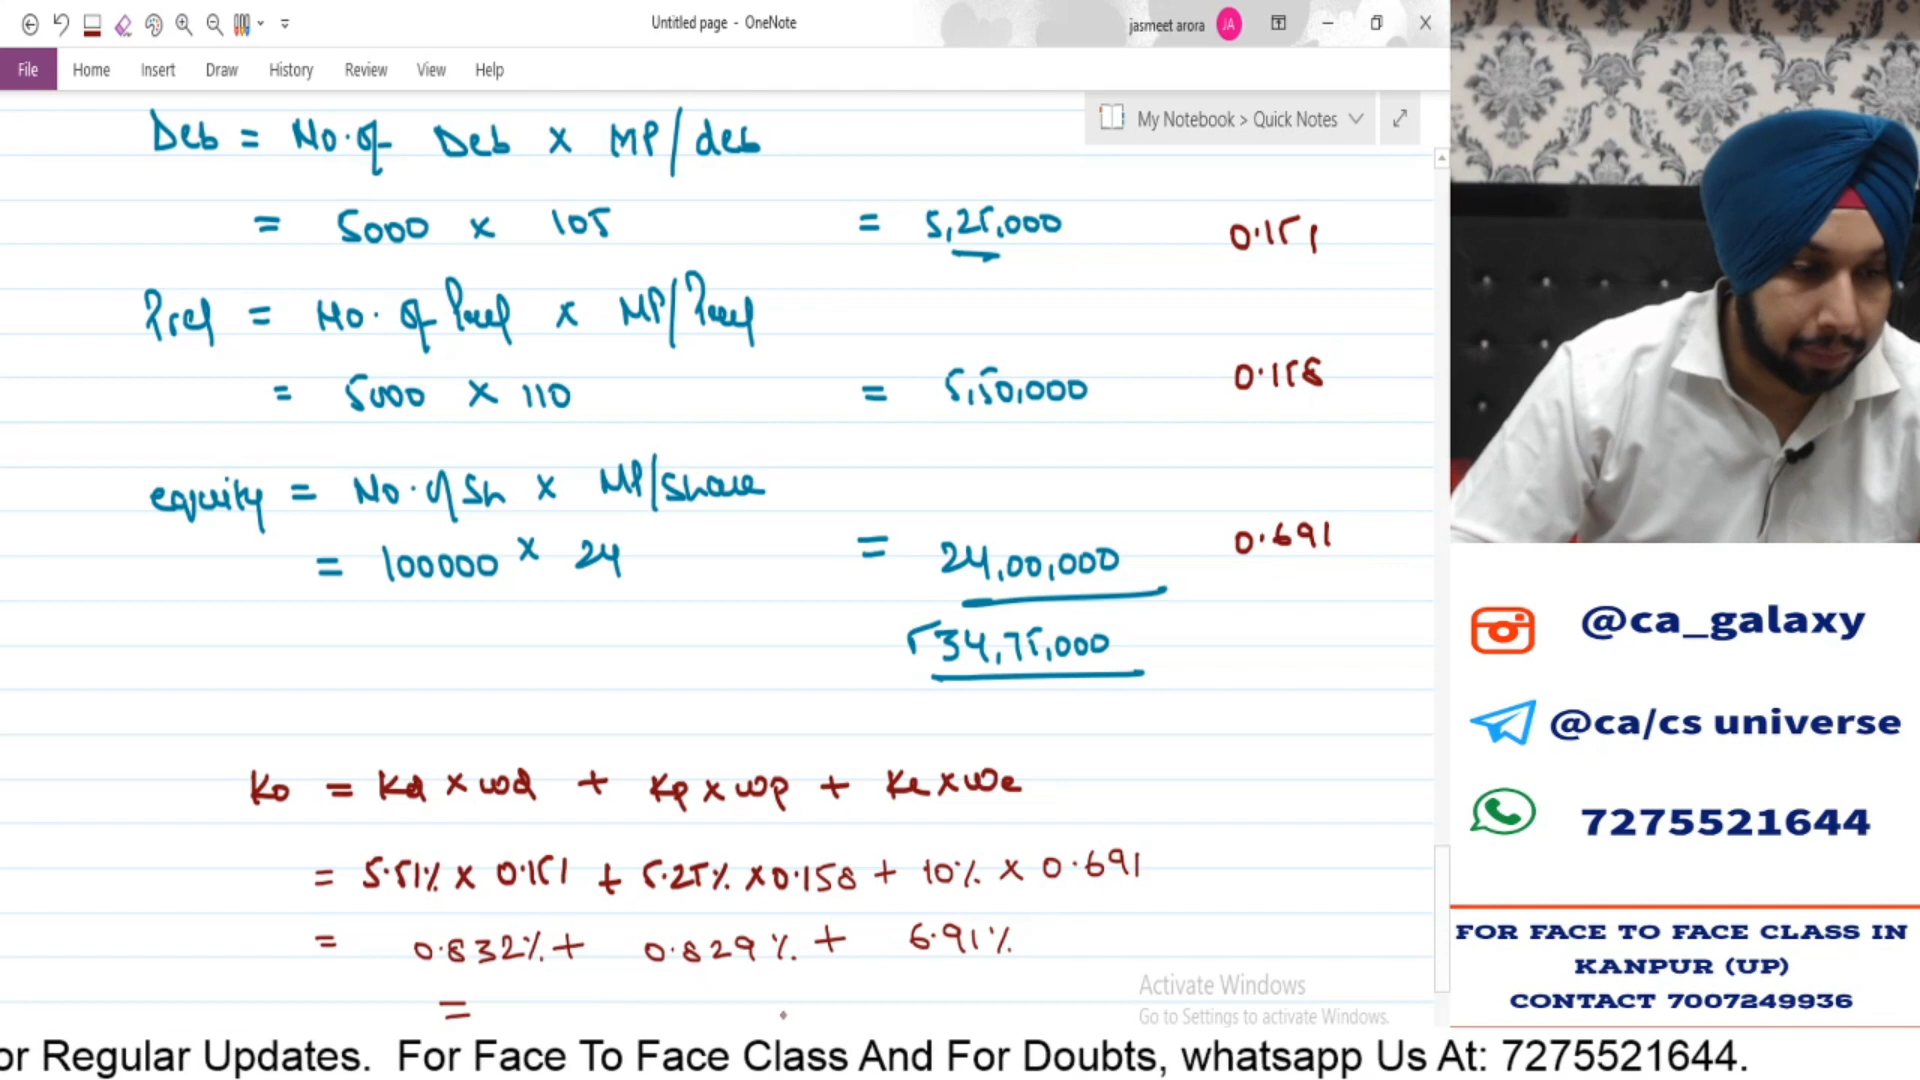 Untitled page - OneNote
jasmeet arora
JA
File Home Insert Draw History Review View Help
My Notebook > Quick Notes
Deb = No. of Deb x MP/deb
= 5000 x 105 = 5,25,000 0.151
Pref = No. of Pref x MP/Pref
= 5000 x 110 = 5,50,000 0.158
equity = No. of Sh x MP/Share
= 100000 x 24 = 24,00,000 0.691
34,75,000
Ko = Kd x wd + Kp x wp + Ke x we
= 5.51% x 0.151 + 5.25% x 0.158 + 10% x 0.691
= 0.832% + 0.829% + 6.91%
=
Activate Windows
Go to Settings to activate Windows.
@ca_galaxy
@ca/cs universe
7275521644
FOR FACE TO FACE CLASS IN
KANPUR (UP)
CONTACT 7007249936
or Regular Updates. For Face To Face Class And For Doubts, whatsapp Us At: 7275521644.